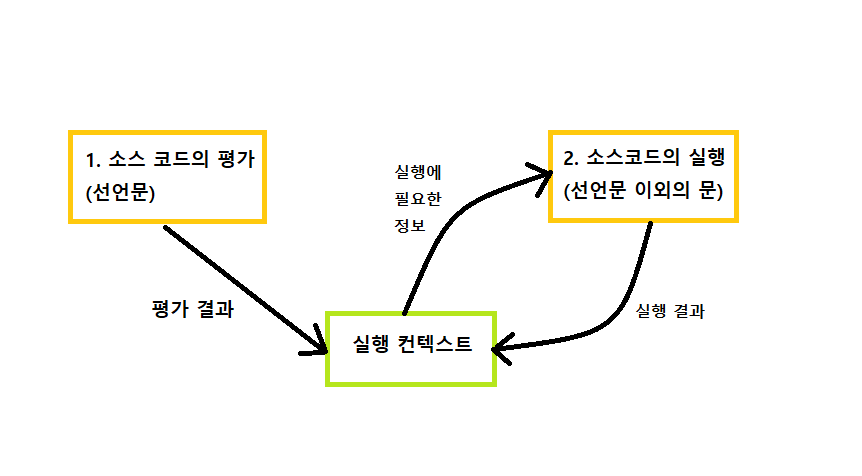 1. 소스 코드의 평가
(선언문)
평가 결과
실행 컨텍스트
실행에
필요한
정보
2. 소스코드의 실행
(선언문 이외의 문)
실행 결과